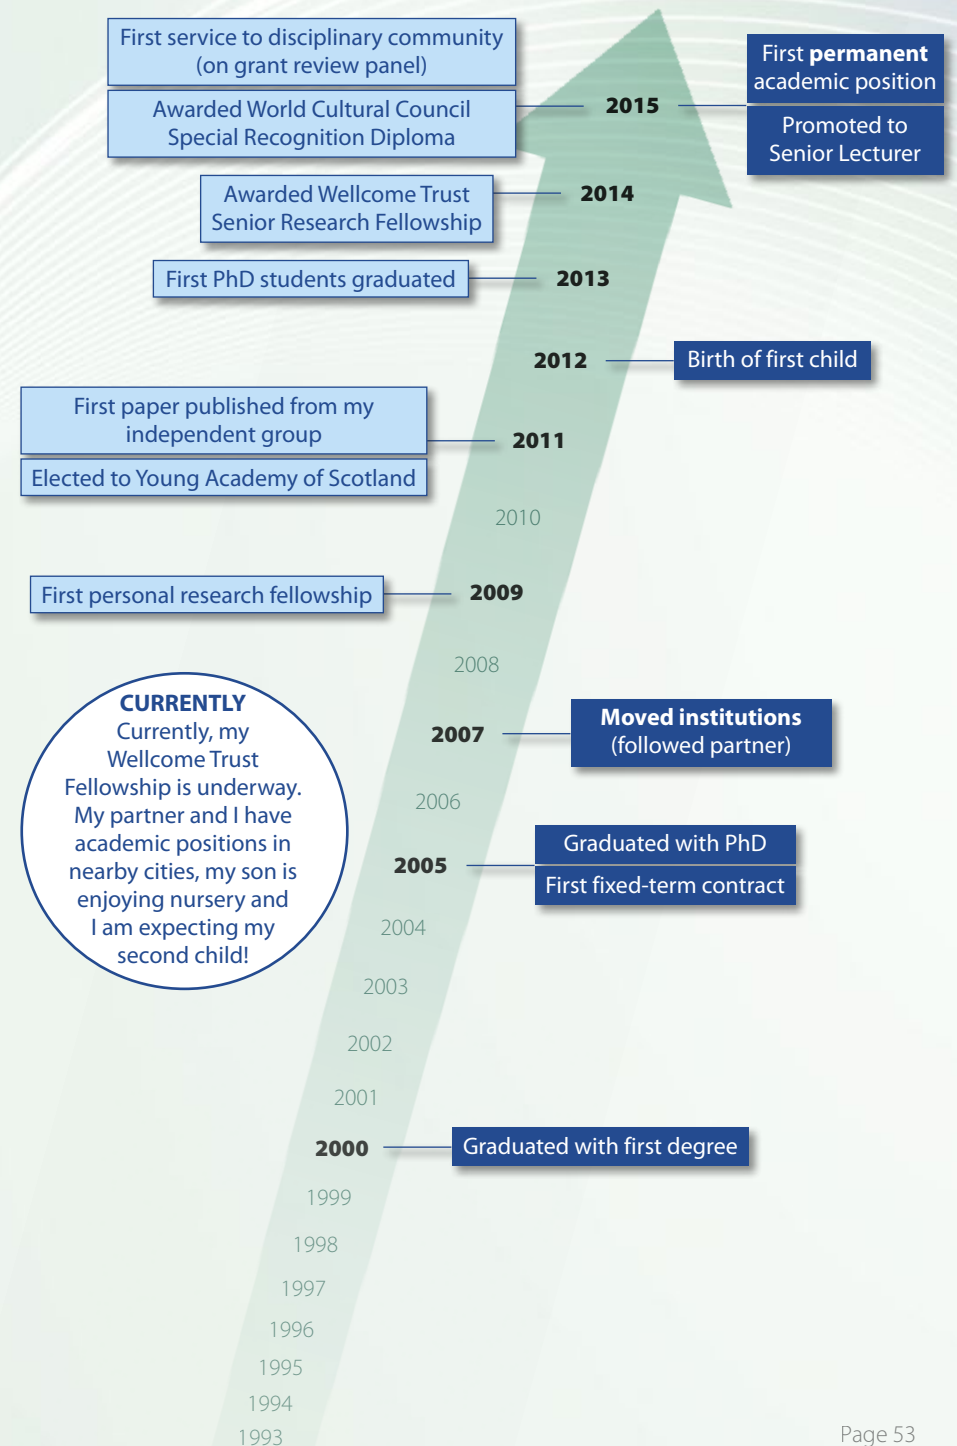 First service to disciplinary community
(on grant review panel)
Awarded World Cultural Council
Special Recognition Diploma
2015
First permanent
academic position
Promoted to
Senior Lecturer
Awarded Wellcome Trust
Senior Research Fellowship
2014
First PhD students graduated
2013
2012
Birth of first child
First paper published from my
independent group
Elected to Young Academy of Scotland
2011
2010
First personal research fellowship
2009
2008
CURRENTLY
Currently, my
Wellcome Trust
Fellowship is underway.
My partner and I have
academic positions in
nearby cities, my son is
enjoying nursery and
I am expecting my
second child!
2007
Moved institutions
(followed partner)
2006
2005
Graduated with PhD
First fixed-term contract
2004
2003
2002
2001
2000
Graduated with first degree
1999
1998
1997
1996
1995
1994
1993
Page 53